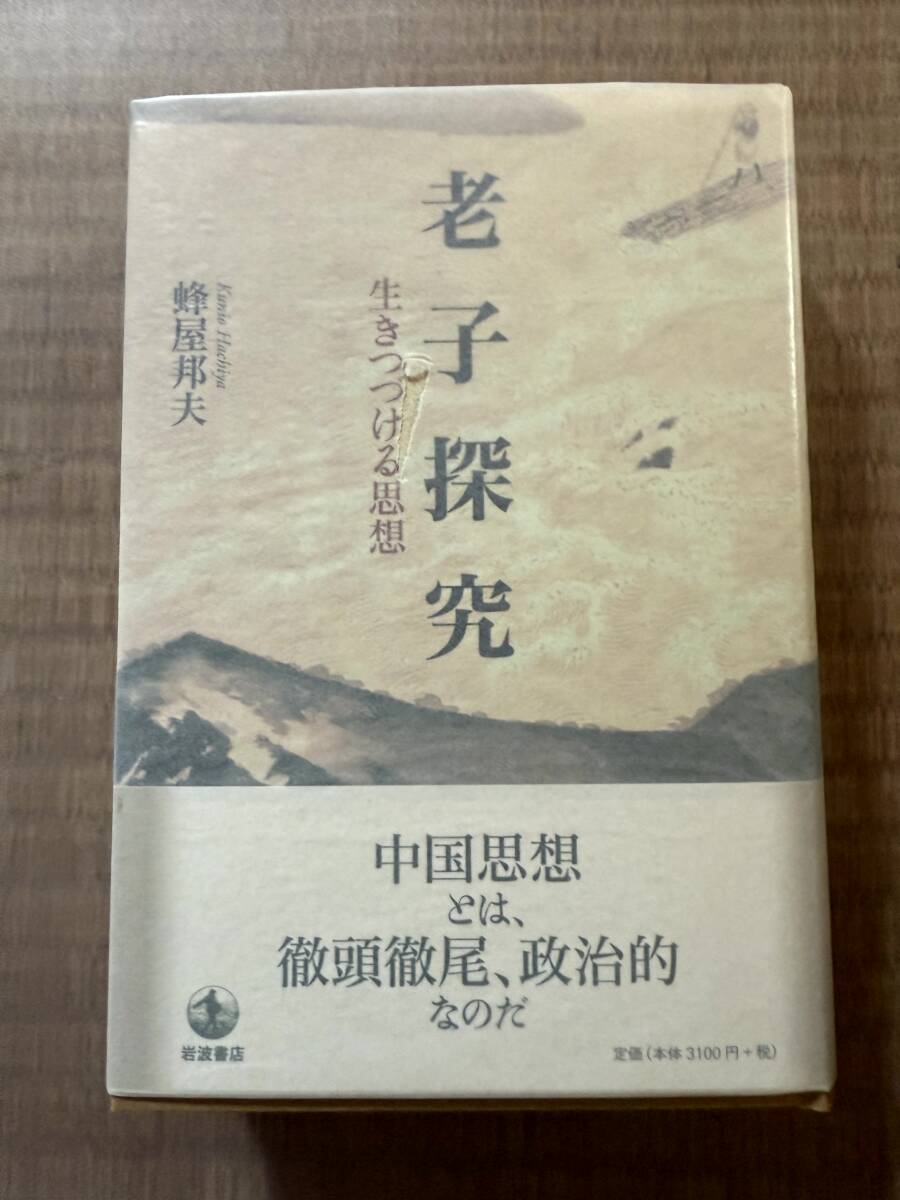 老子探究
生きつづける思想
Kunio Hachiya
蜂屋邦夫
中国思想
とは、
徹頭徹尾、政治的
なのだ
岩波書店
定価（本体3100円+税）